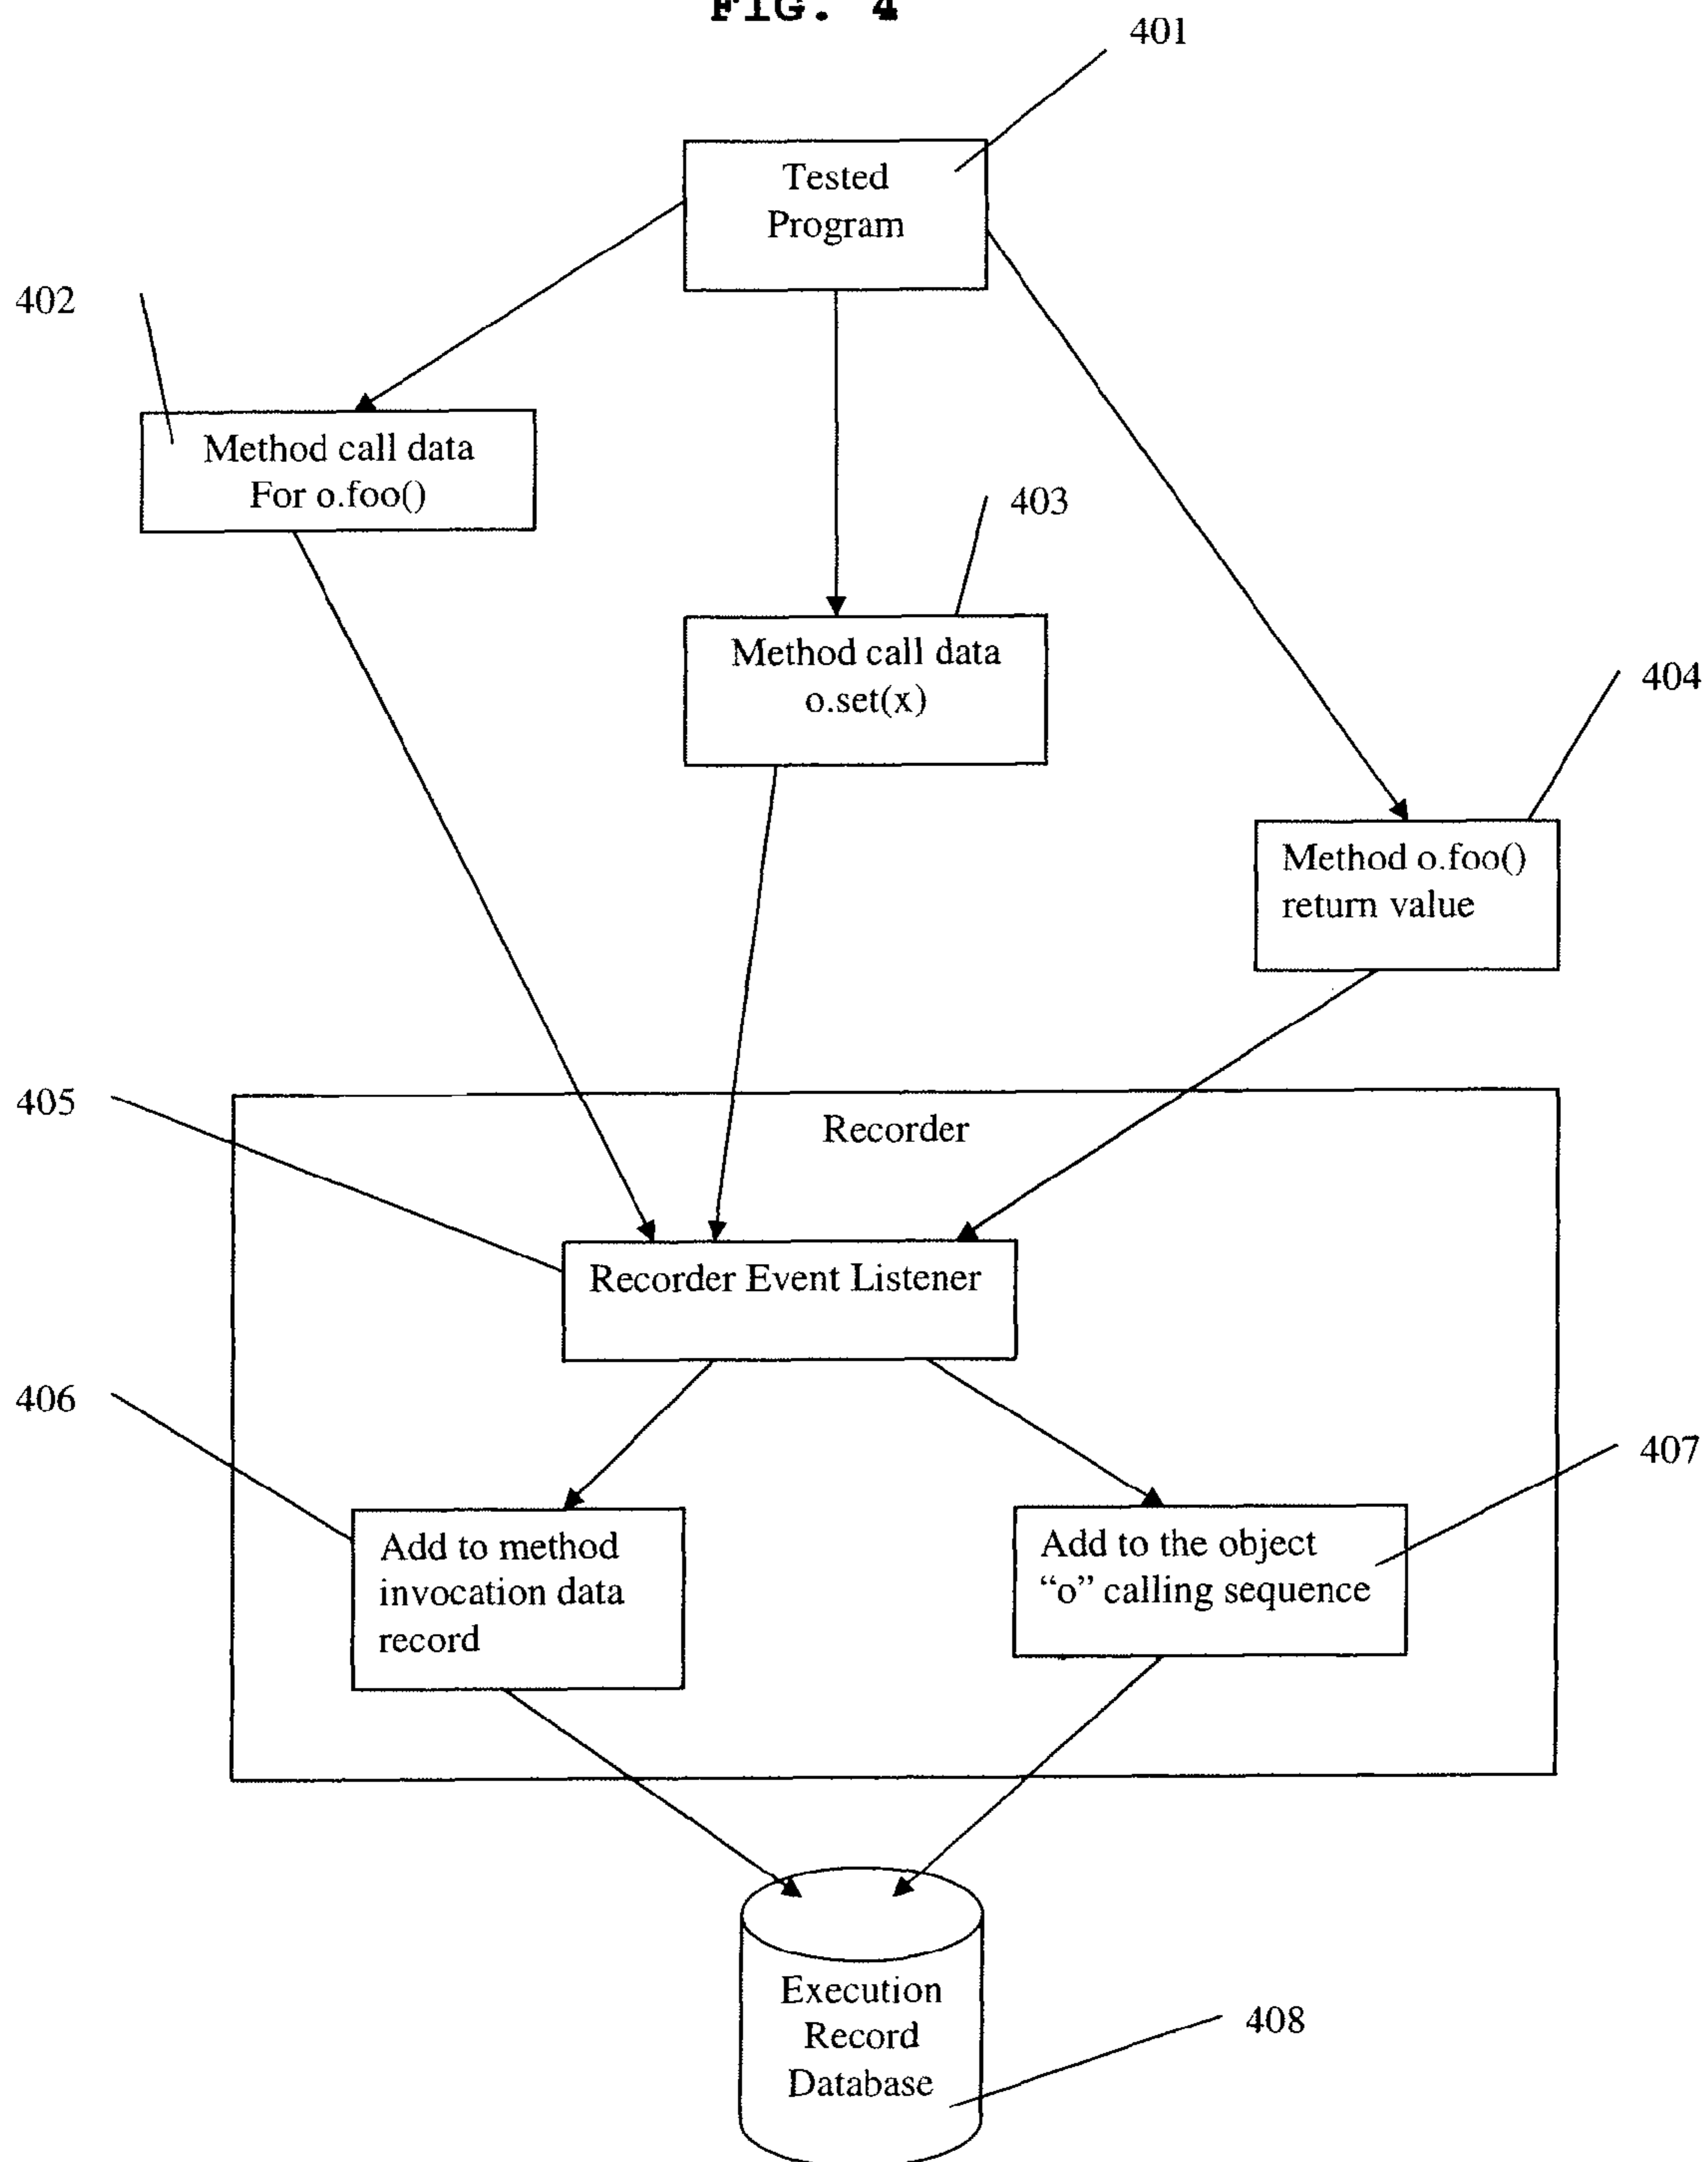 FIG. 4
401
Tested
Program
402
Method call data
For o.foo()
403
Method call data
o.set(x)
404
Method o.foo()
return value
405
Recorder
Recorder Event Listener
406
407
Add to method
invocation data
record
Add to the object
“o” calling sequence
Execution
Record
Database
408